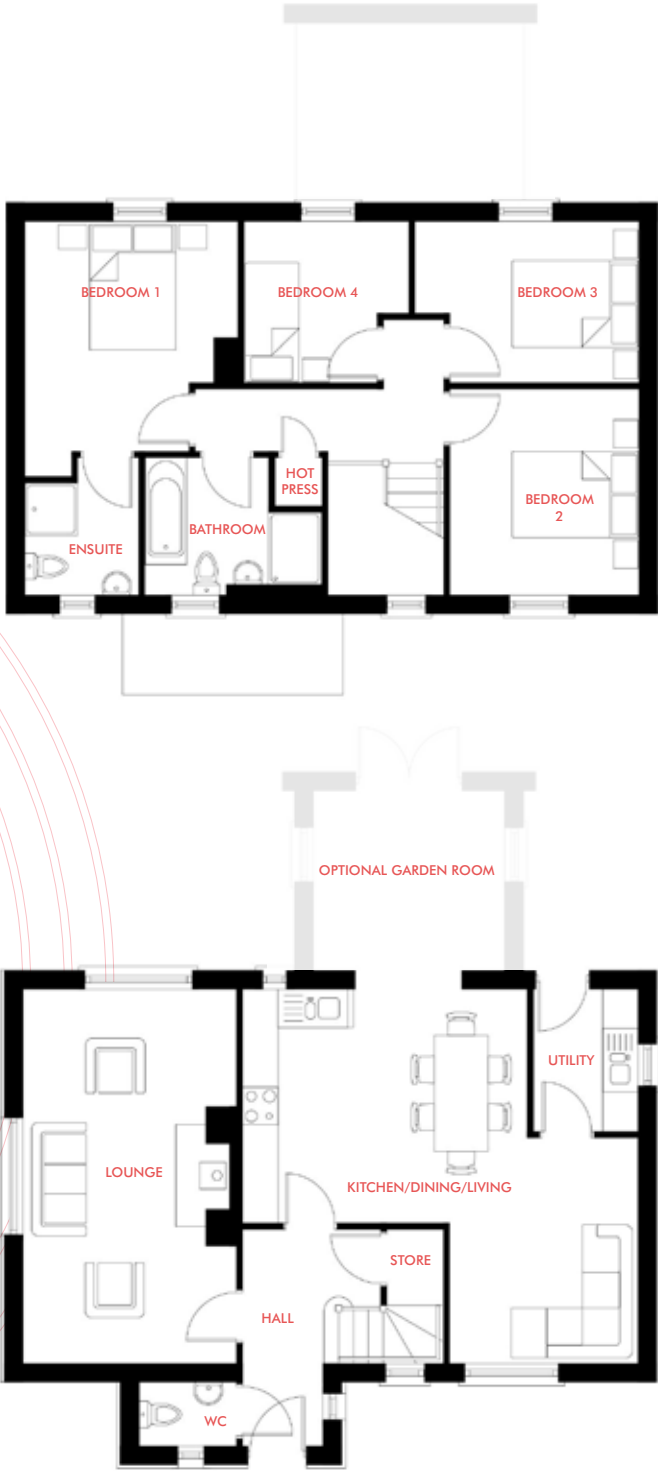 BEDROOM 1
BEDROOM 4
BEDROOM 3
HOT
PRESS
BEDROOM
2
BATHROOM
ENSUITE
OPTIONAL GARDEN ROOM
UTILITY
LOUNGE
KITCHEN/DINING/LIVING
STORE
HALL
WC